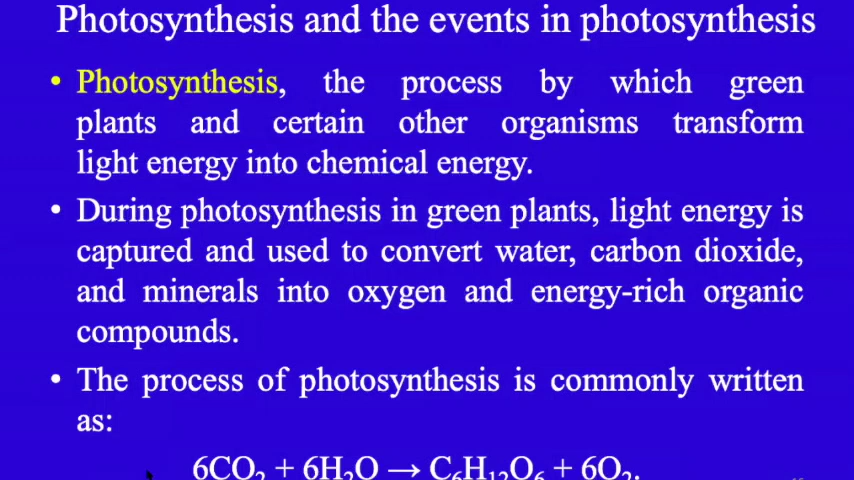 Photosynthesis and the events in photosynthesis
• Photosynthesis, the process by which green
plants and certain other organisms transform
light energy into chemical energy.
• During photosynthesis in green plants, light energy is
captured and used to convert water, carbon dioxide,
and minerals into oxygen and energy-rich organic
compounds.
• The process of photosynthesis is commonly written
as:
6CO₂ + 6H₂O → C₆H₁₂O₆ + 6O₂.